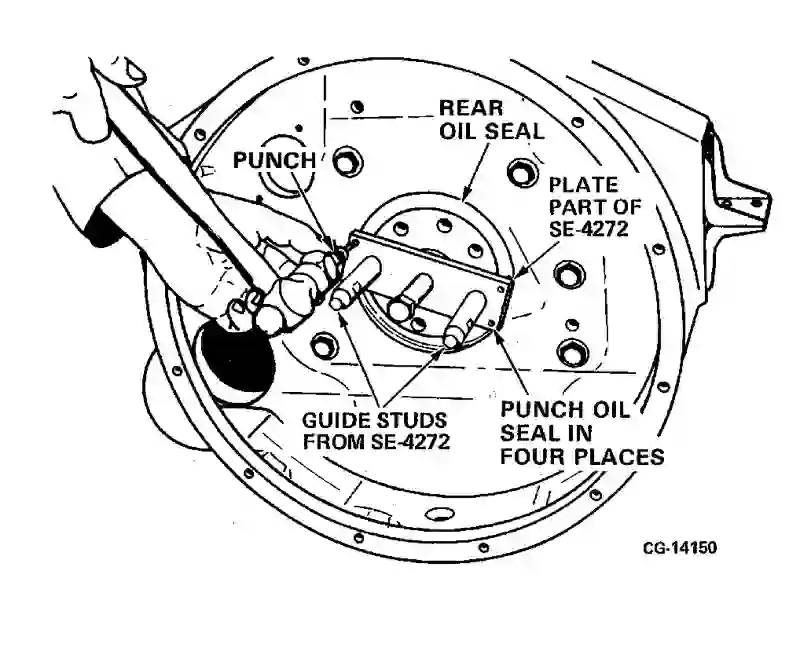 REAR
OIL SEAL
PUNCH
PLATE
PART OF
SE-4272
GUIDE STUDS
FROM SE-4272
PUNCH OIL
SEAL IN
FOUR PLACES
CG-14150